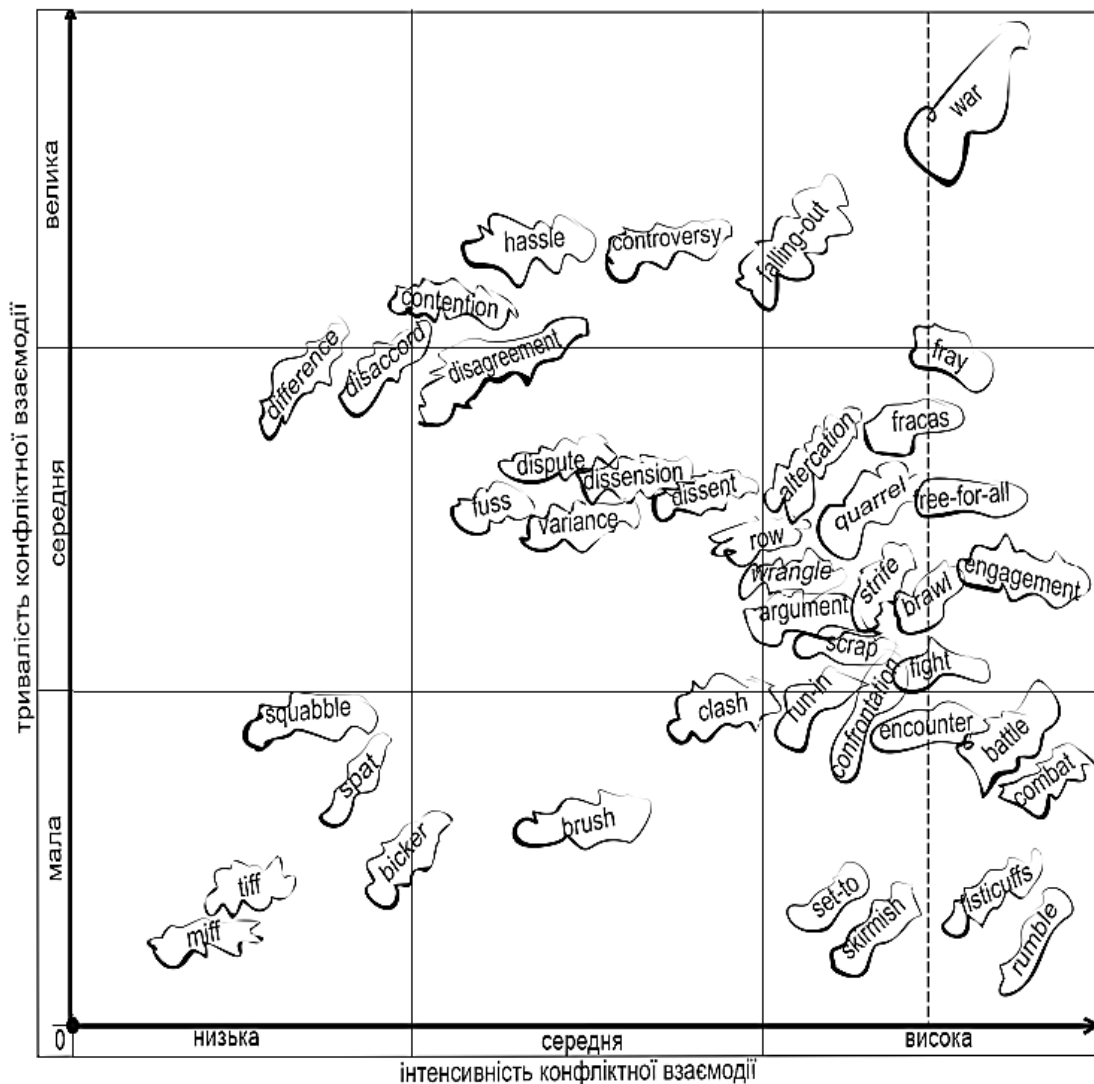 тривалість конфліктної взаємодії
велика
середня
мала
war
hassle
controversy
falling-out
contention
difference
disaccord
disagreement
fray
fracas
altercation
dispute
dissension
dissent
quarrel
free-for-all
fuss
variance
row
wrangle
strife
brawl
engagement
argument
scrap
fight
squabble
clash
run-in
confrontation
encounter
battle
spat
combat
brush
bicker
tiff
set-to
fisticuffs
miff
skirmish
rumble
0
низька
середня
висока
інтенсивність конфліктної взаємодії